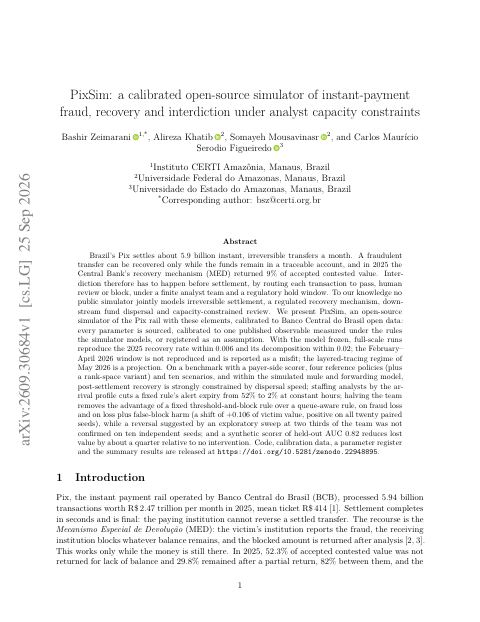 arXiv:2609.30684v1 [cs.LG] 25 Sep 2026
PixSim: a calibrated open-source simulator of instant-payment
fraud, recovery and interdiction under analyst capacity constraints
Bashir Zeimarani 1,*, Alireza Khatib 2, Somayeh Mousavinasr 2, and Carlos Maurício
Serodio Figueiredo 3
1Instituto CERTI Amazônia, Manaus, Brazil
2Universidade Federal do Amazonas, Manaus, Brazil
3Universidade do Estado do Amazonas, Manaus, Brazil
*Corresponding author: bsz@certi.org.br
Abstract
Brazil's Pix settles about 5.9 billion instant, irreversible transfers a month. A fraudulent
transfer can be recovered only while the funds remain in a traceable account, and in 2025 the
Central Bank's recovery mechanism (MED) returned 9% of accepted contested value. Inter-
diction therefore has to happen before settlement, by routing each transaction to pass, human
review or block, under a finite analyst team and a regulatory hold window. To our knowledge no
public simulator jointly models irreversible settlement, a regulated recovery mechanism, down-
stream fund dispersal and capacity-constrained review. We present PixSim, an open-source
simulator of the Pix rail with these elements, calibrated to Banco Central do Brasil open data:
every parameter is sourced, calibrated to one published observable measured under the rules
the simulator models, or registered as an assumption. With the model frozen, full-scale runs
reproduce the 2025 recovery rate within 0.006 and its decomposition within 0.02; the February–
April 2026 window is not reproduced and is reported as a misfit; the layered-tracing regime of
May 2026 is a projection. On a benchmark with a payer-side scorer, four reference policies (plus
a rank-space variant) and ten scenarios, and within the simulated mule and forwarding model,
post-settlement recovery is strongly constrained by dispersal speed; staffing analysts by the ar-
rival profile cuts a fixed rule's alert expiry from 52% to 2% at constant hours; halving the team
removes the advantage of a fixed threshold-and-block rule over a queue-aware rule, on fraud loss
and on loss plus false-block harm (a shift of +0.106 of victim value, positive on all twenty paired
seeds), while a reversal suggested by an exploratory sweep at two thirds of the team was not
confirmed on ten independent seeds; and a synthetic scorer of held-out AUC 0.82 reduces lost
value by about a quarter relative to no intervention. Code, calibration data, a parameter register
and the summary results are released at https://doi.org/10.5281/zenodo.22948895.
1 Introduction
Pix, the instant payment rail operated by Banco Central do Brasil (BCB), processed 5.94 billion
transactions worth R$ 2.47 trillion per month in 2025, mean ticket R$ 414 [1]. Settlement completes
in seconds and is final: the paying institution cannot reverse a settled transfer. The recourse is the
Mecanismo Especial de Devolução (MED): the victim's institution reports the fraud, the receiving
institution blocks whatever balance remains, and the blocked amount is returned after analysis [2, 3].
This works only while the money is still there. In 2025, 52.3% of accepted contested value was not
returned for lack of balance and 29.8% remained after a partial return, 82% between them, and the
1